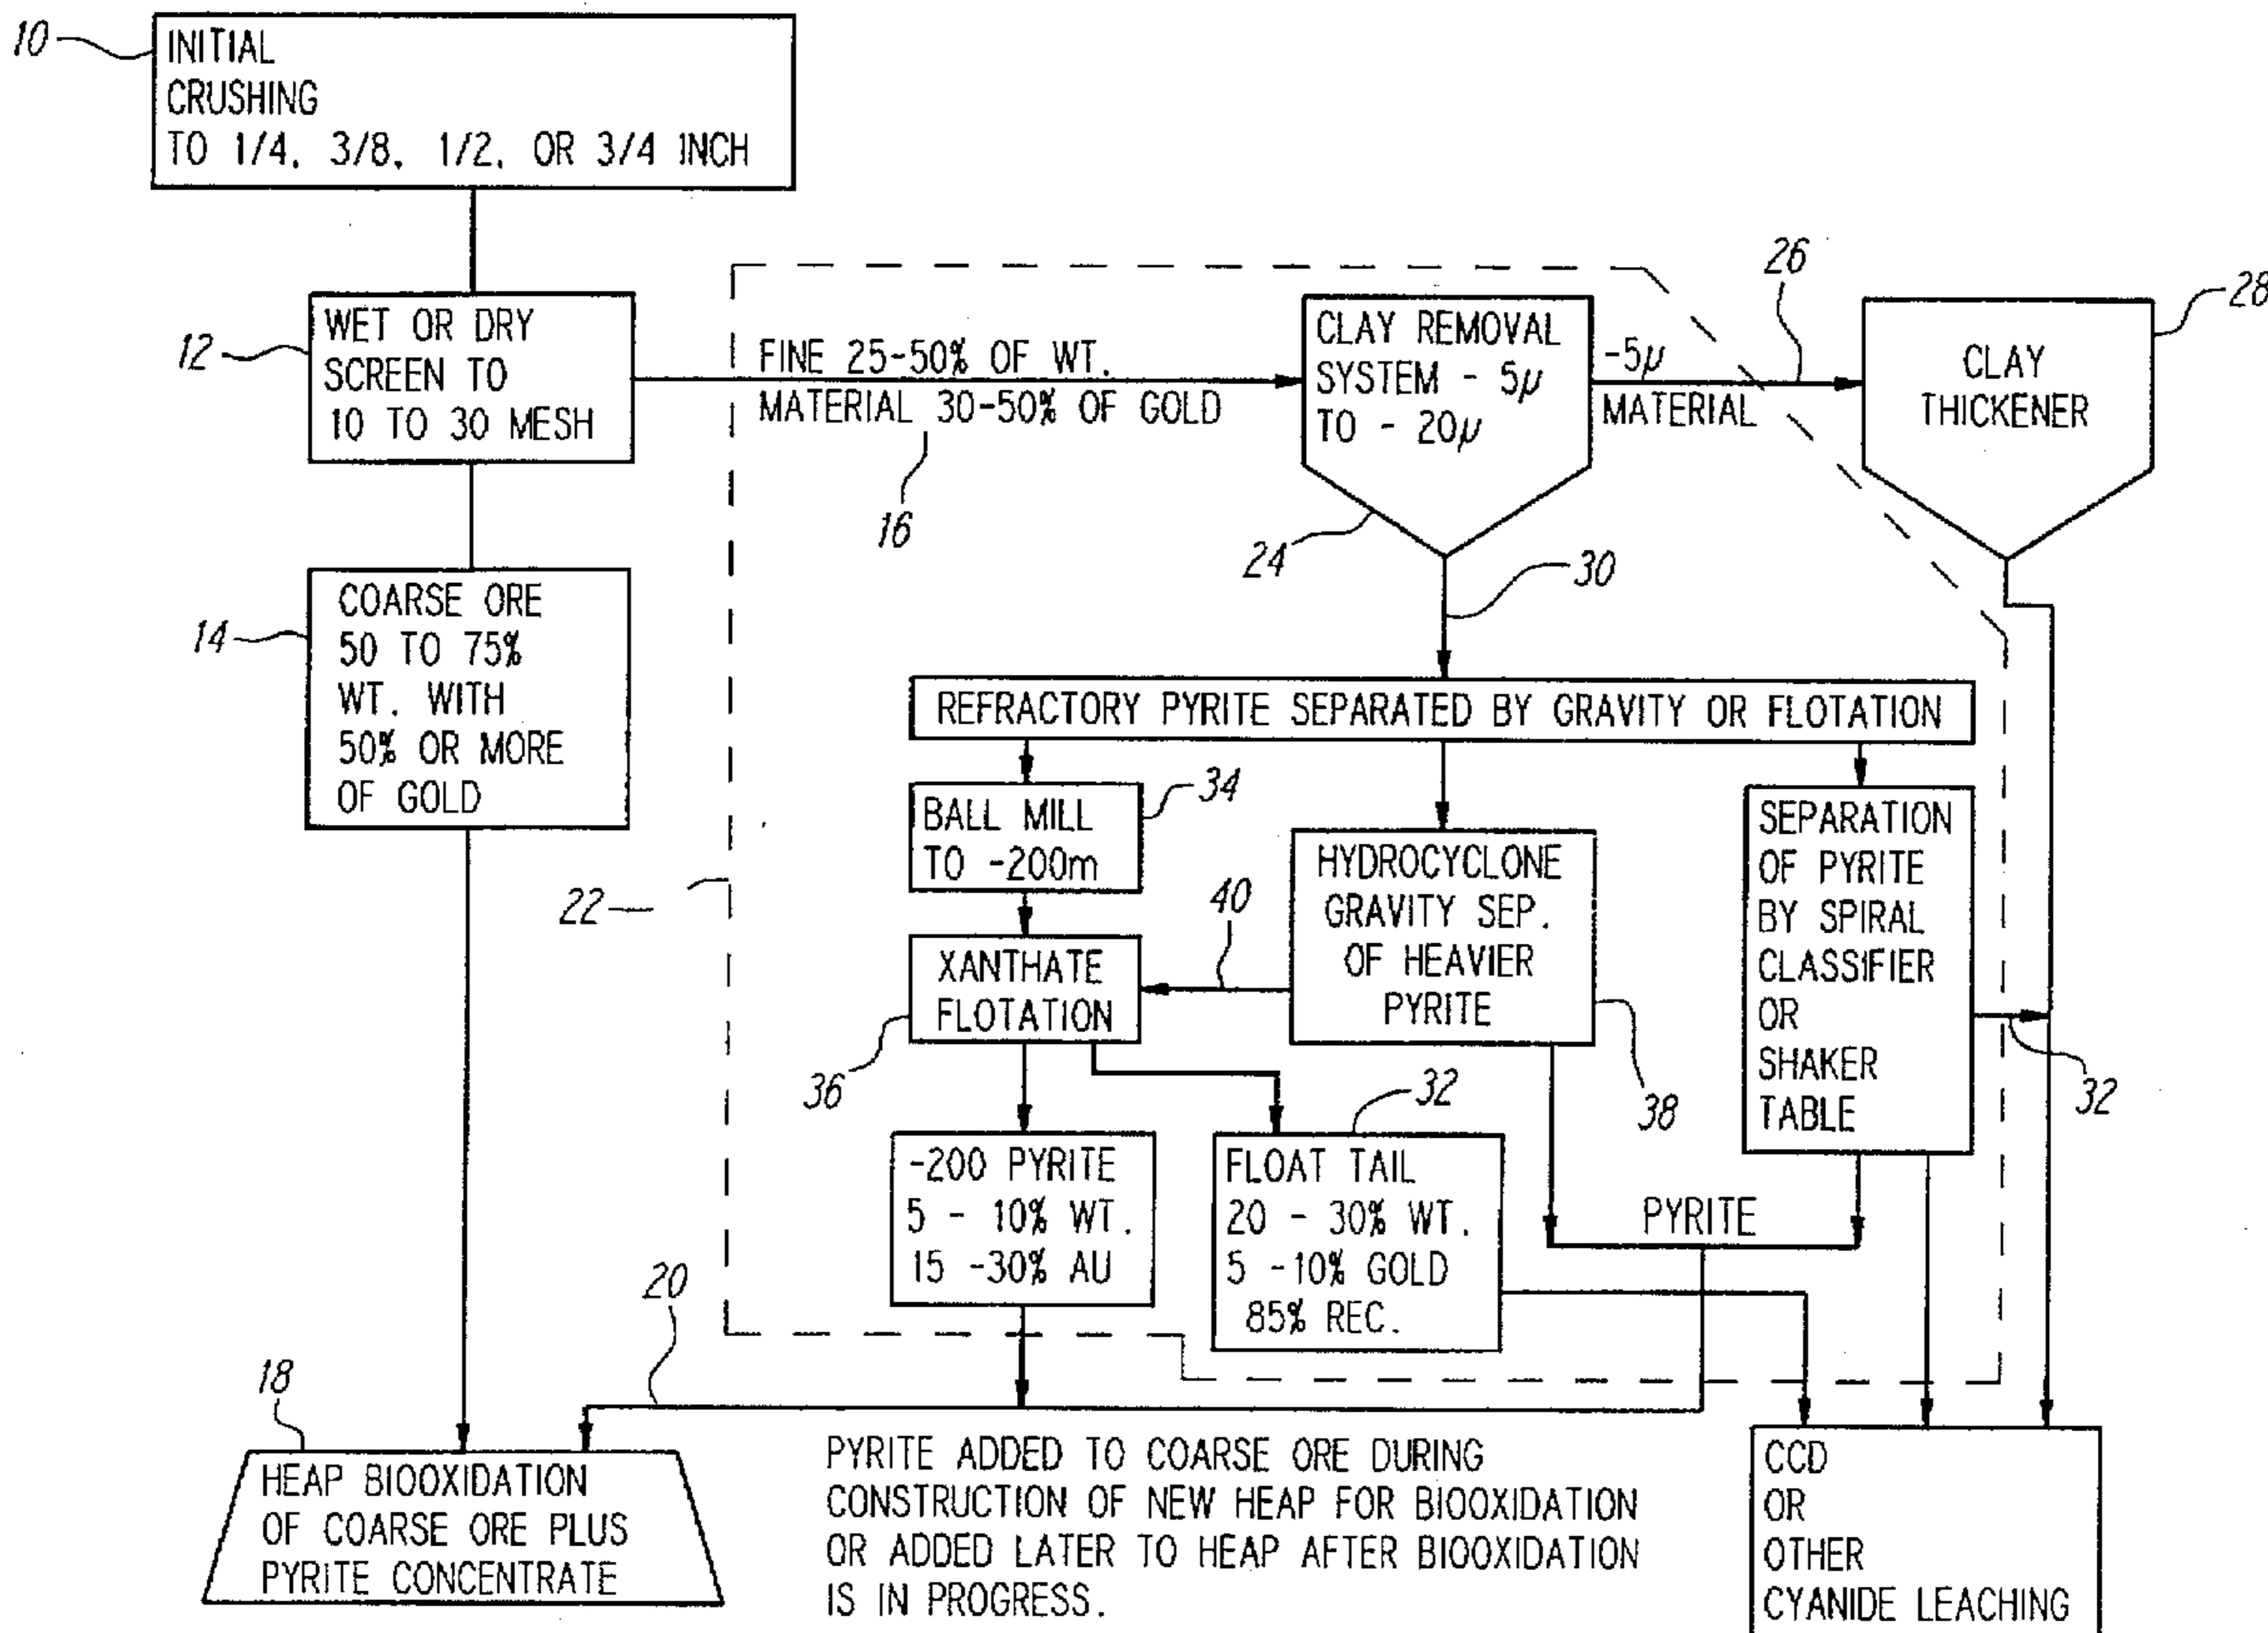 10
INITIAL
CRUSHING
TO 1/4, 3/8, 1/2, OR 3/4 INCH
12
WET OR DRY
SCREEN TO
10 TO 30 MESH
FINE 25-50% OF WT.
MATERIAL 30-50% OF GOLD
16
CLAY REMOVAL
SYSTEM - 5µ
TO - 20µ
24
-5µ
MATERIAL
26
CLAY
THICKENER
28
14
COARSE ORE
50 TO 75%
WT. WITH
50% OR MORE
OF GOLD
30
REFRACTORY PYRITE SEPARATED BY GRAVITY OR FLOTATION
22
BALL MILL
TO -200m
34
HYDROCYCLONE
GRAVITY SEP.
OF HEAVIER
PYRITE
38
SEPARATION
OF PYRITE
BY SPIRAL
CLASSIFIER
OR
SHAKER
TABLE
32
40
XANTHATE
FLOTATION
36
-200 PYRITE
5 - 10% WT.
15 -30% AU
32
FLOAT TAIL
20 - 30% WT.
5 -10% GOLD
85% REC.
PYRITE
20
18
HEAP BIOOXIDATION
OF COARSE ORE PLUS
PYRITE CONCENTRATE
PYRITE ADDED TO COARSE ORE DURING
CONSTRUCTION OF NEW HEAP FOR BIOOXIDATION
OR ADDED LATER TO HEAP AFTER BIOOXIDATION
IS IN PROGRESS.
CCD
OR
OTHER
CYANIDE LEACHING